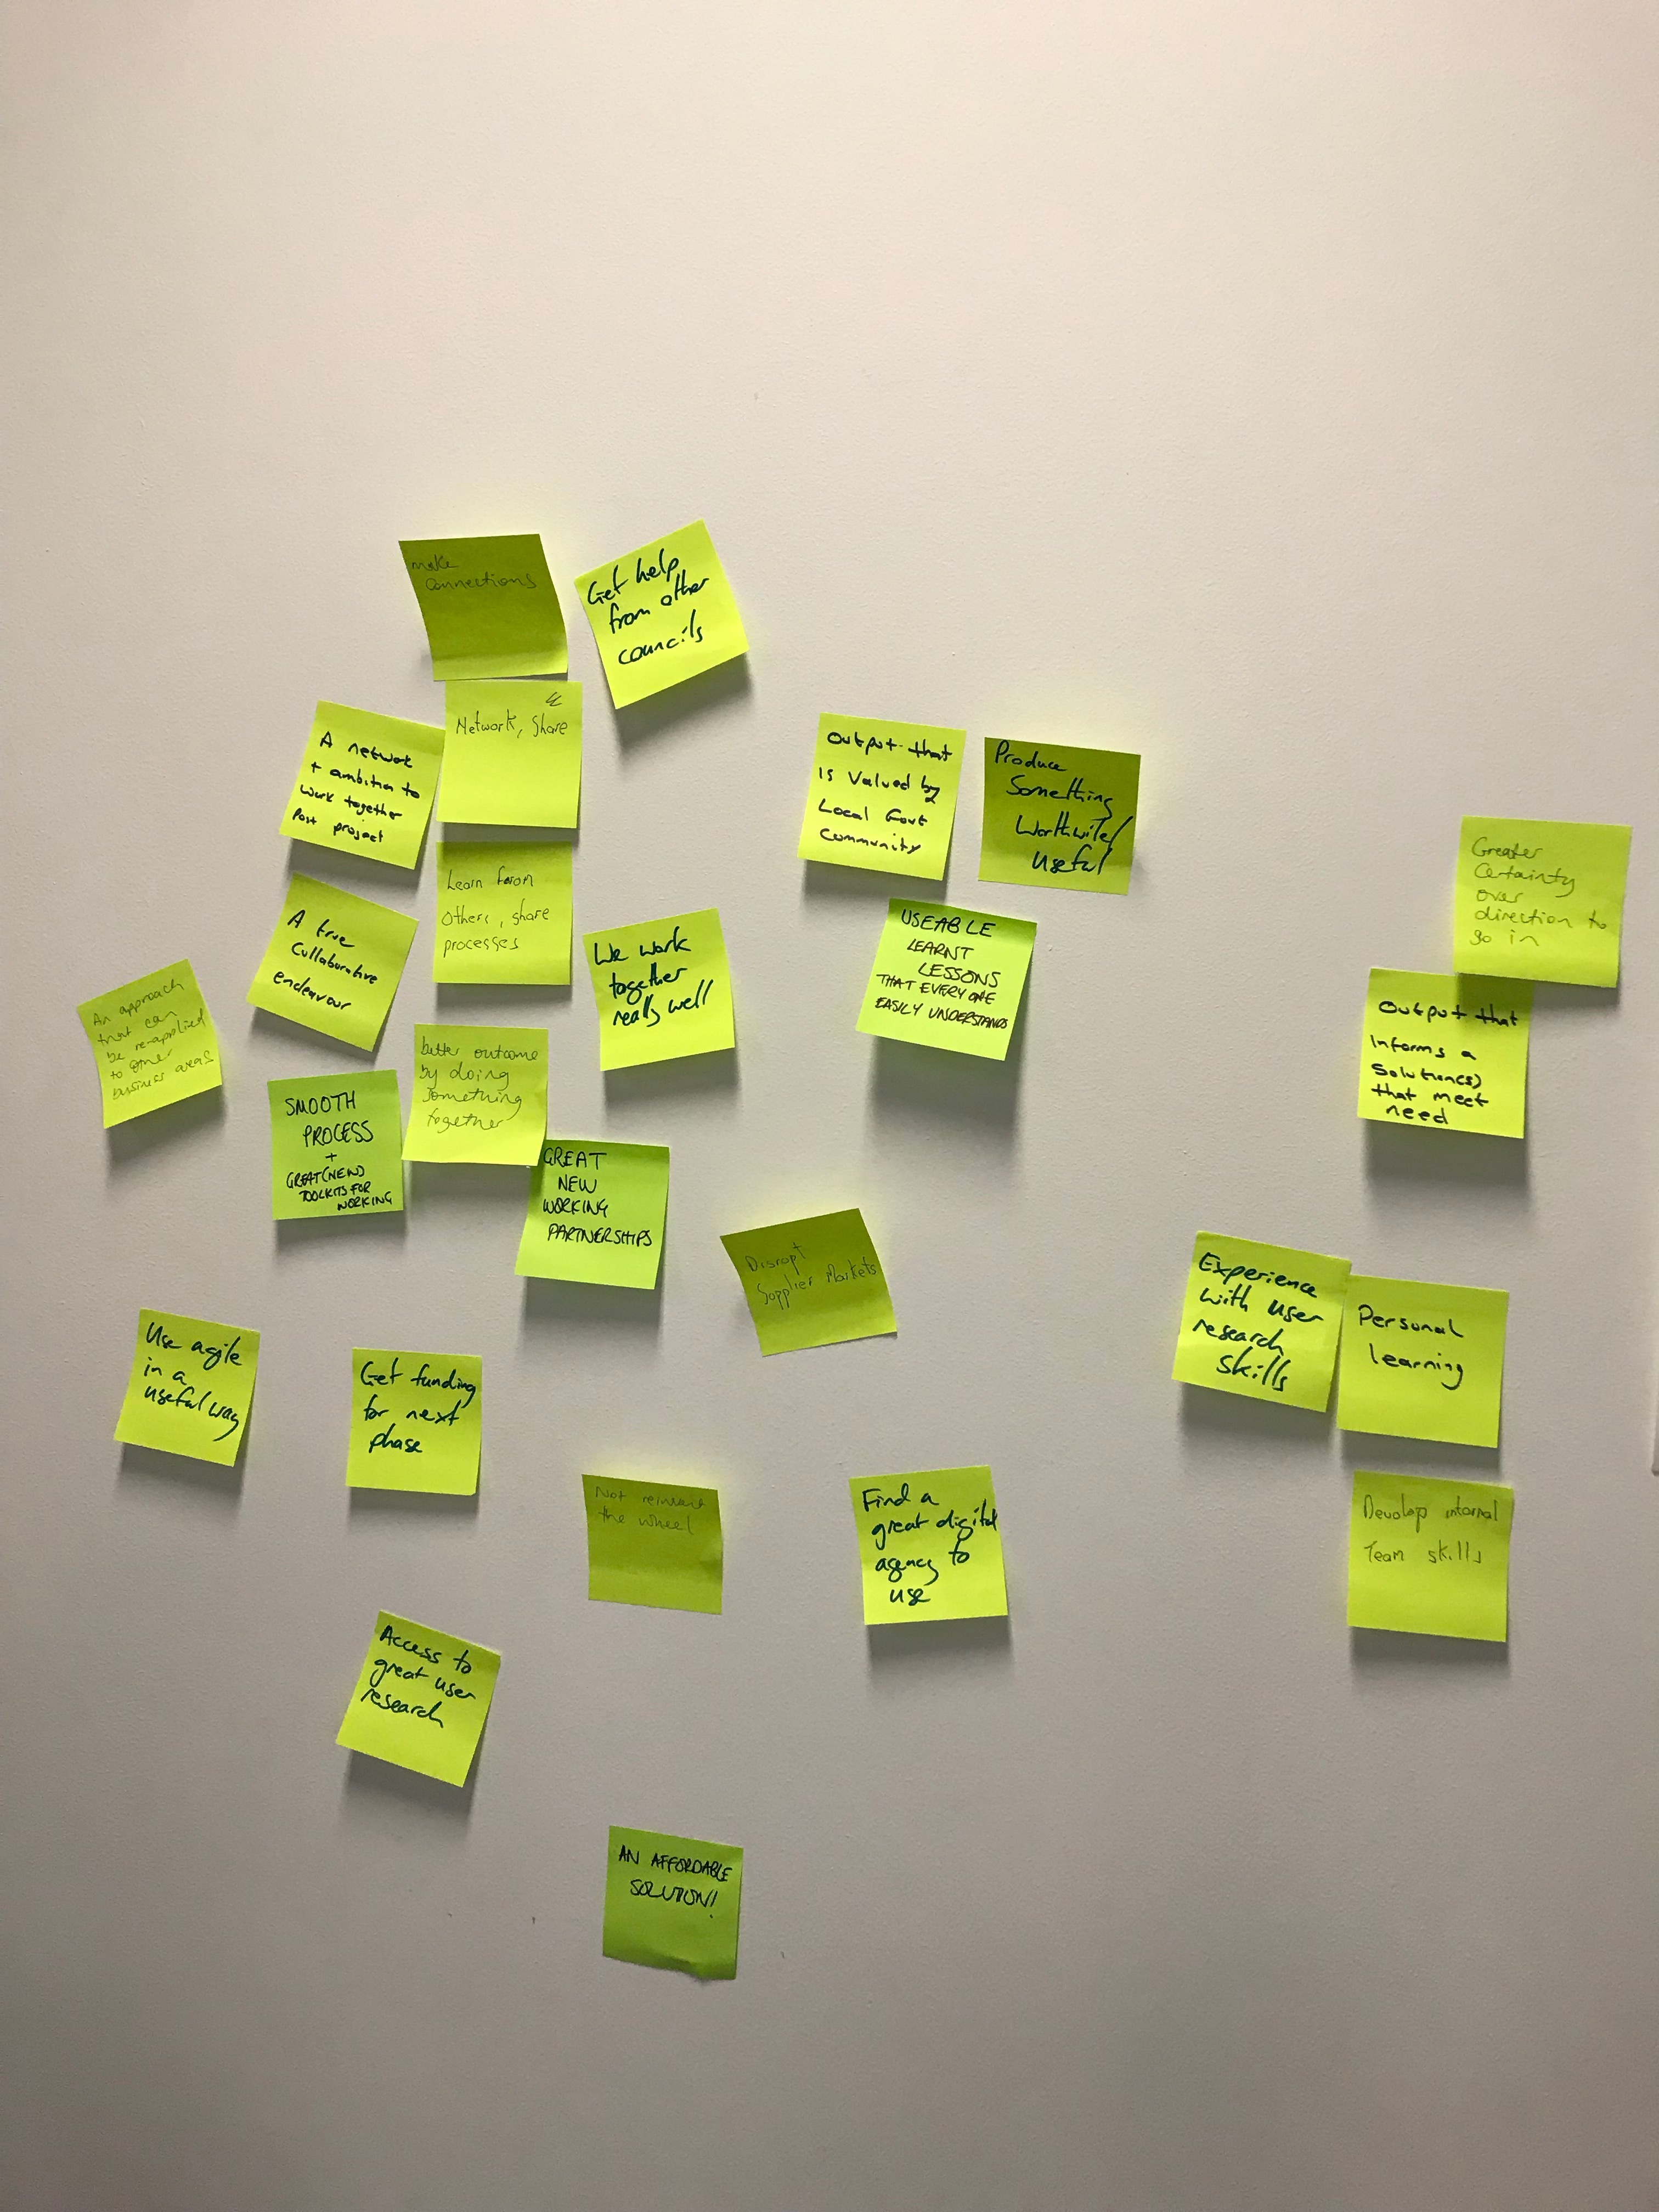 make
connections
Get help
from other
councils
Network, Share
A network
+ ambition to
work together
Post project
Output that
is Valued by
Local Govt
Community
Produce
Something
Worthwile/
Useful
Learn from
Others, share
processes
A true
Collaborative
endeavour
We work
together
really well
USEABLE
LEARNT
LESSONS
THAT EVERYONE
EASILY UNDERSTANDS
Greater
Certainty
over
direction to
go in
Output that
Informs a
Solution(s)
that meet
need
An approach
that can
be re-applied
to other
business areas
better outcome
by doing
something
together
SMOOTH
PROCESS
+
GREAT (NEW)
TOOLKITS FOR
WORKING
GREAT
NEW
WORKING
PARTNERSHIPS
Disrupt
Supplier Markets
Experience
with user
research
skills
Personal
learning
Use agile
in a
useful way
Get funding
for next
phase
Not reinvent
the wheel
Find a
great digital
agency to
use
Develop internal
Team skills
Access to
great user
research
AN AFFORDABLE
SOLUTION!